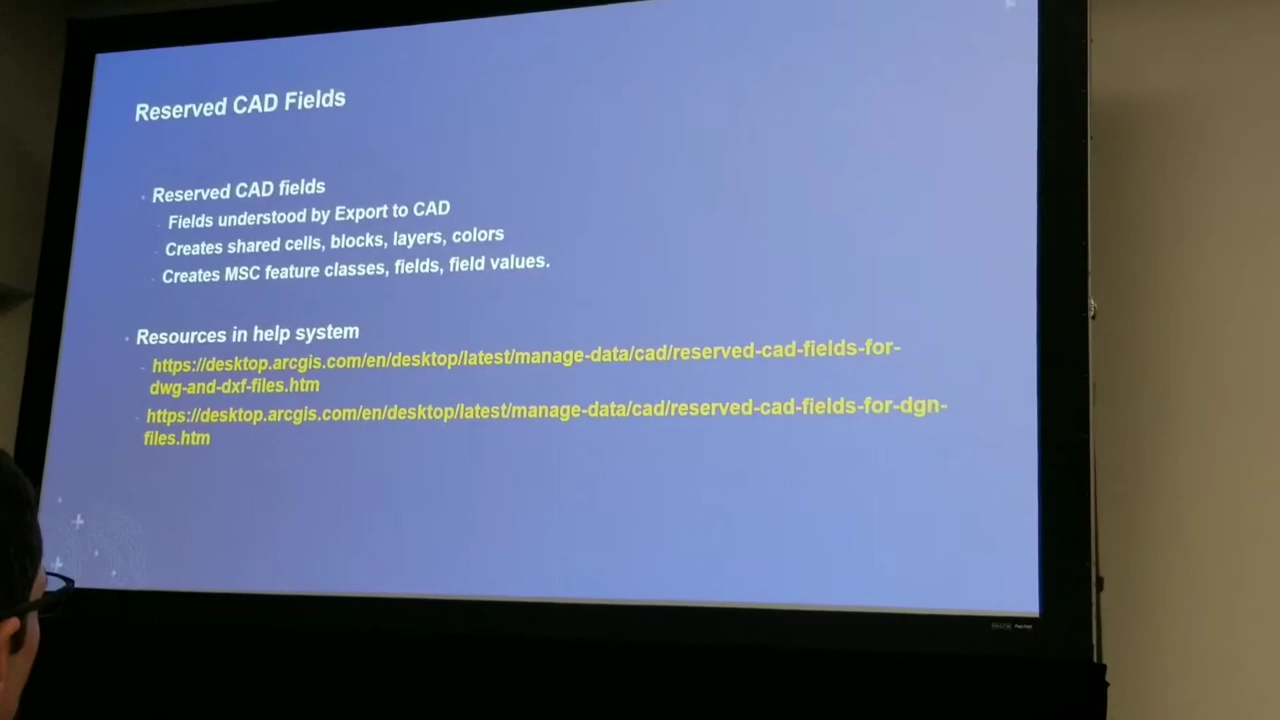 Reserved CAD Fields
Reserved CAD fields
Fields understood by Export to CAD
Creates shared cells, blocks, layers, colors
Creates MSC feature classes, fields, field values.
Resources in help system
https://desktop.arcgis.com/en/desktop/latest/manage-data/cad/reserved-cad-fields-for-
dwg-and-dxf-files.htm
https://desktop.arcgis.com/en/desktop/latest/manage-data/cad/reserved-cad-fields-for-dgn-
files.htm